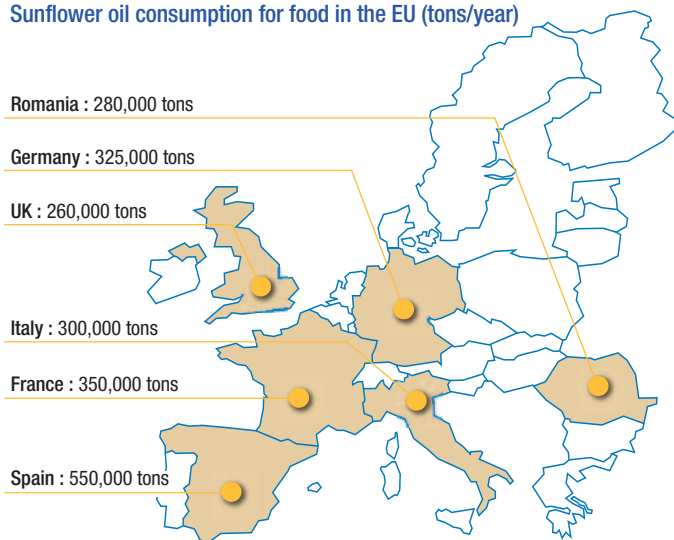 Sunflower oil consumption for food in the EU (tons/year)
Romania : 280,000 tons
Germany : 325,000 tons
UK : 260,000 tons
Italy : 300,000 tons
France : 350,000 tons
Spain : 550,000 tons